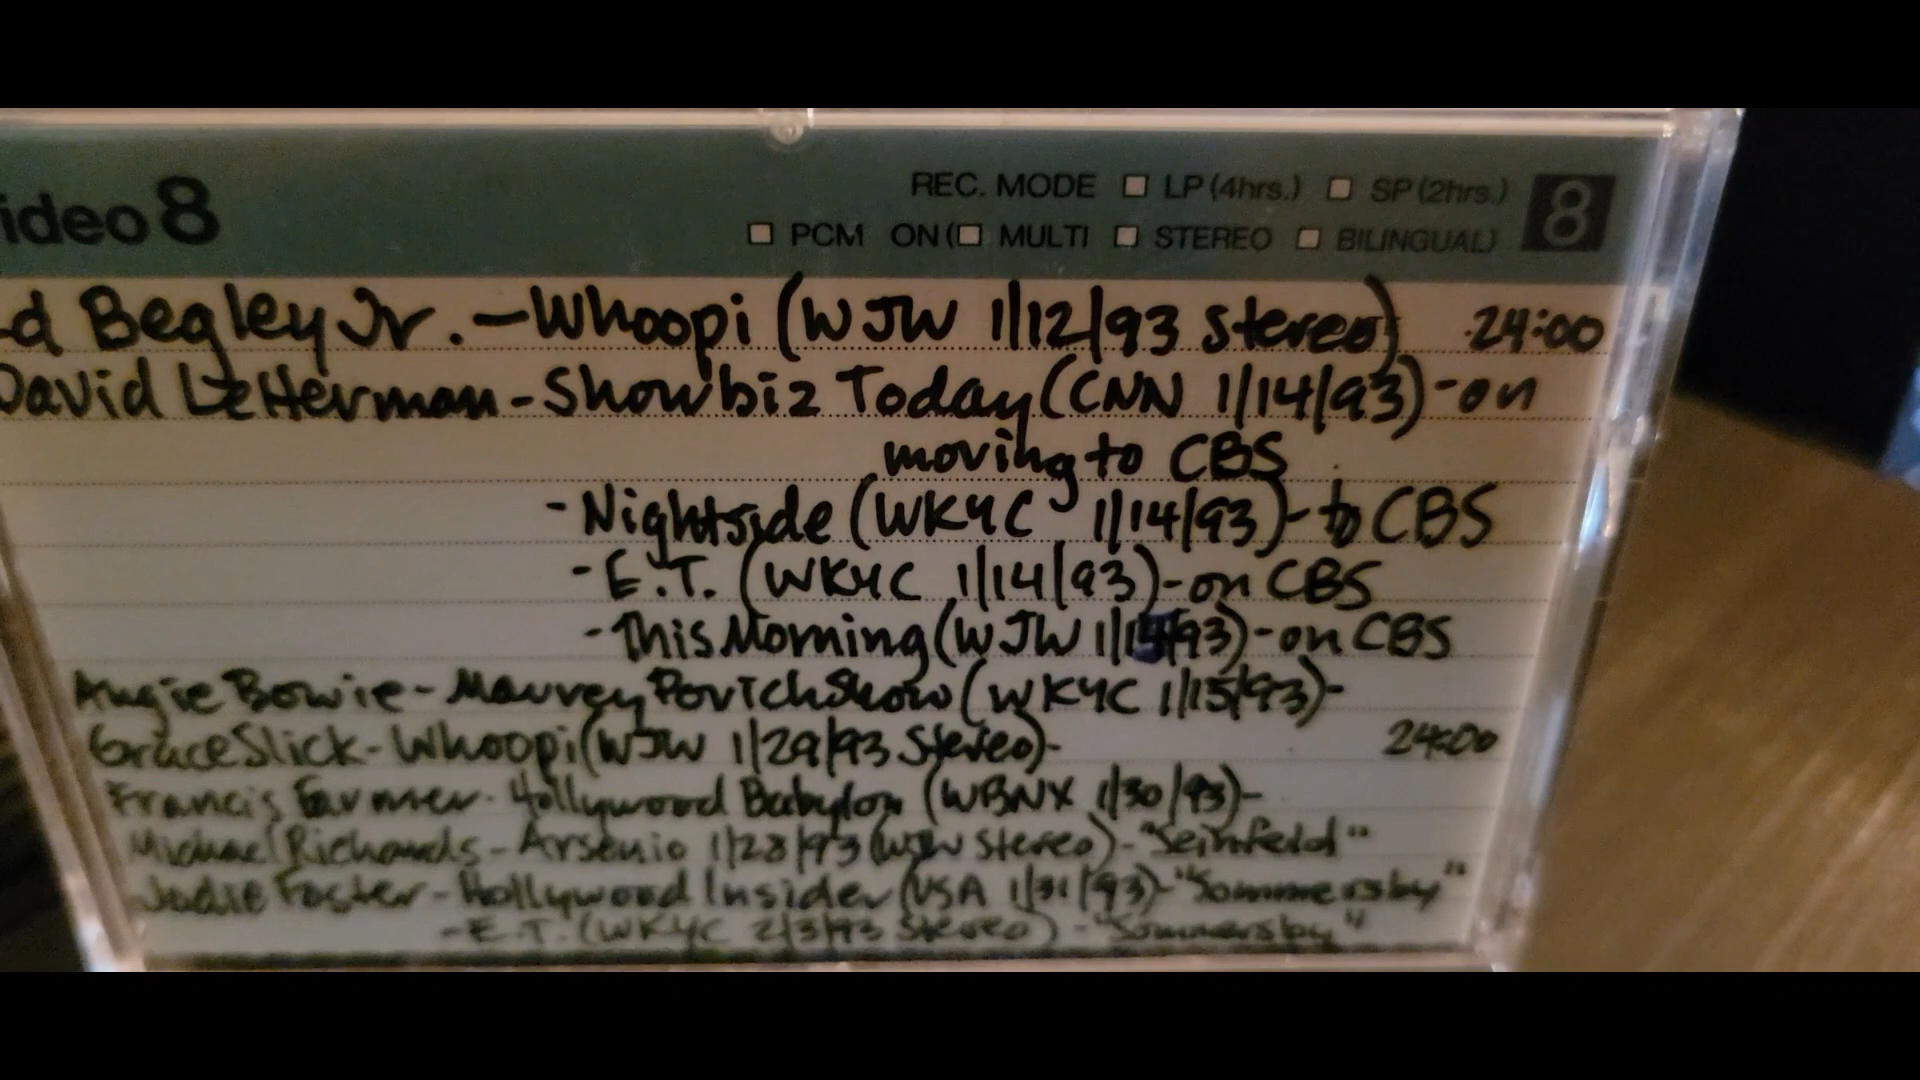 ideo 8
REC. MODE LP (4hrs.) SP (2hrs.) 8
PCM ON ( MULTI STEREO BILINGUAL)
d Begley Jr. - Whoopi (WJW 1/12/93 Stereo) 24:00
David Letterman - Showbiz Today (CNN 1/14/93) - on
moving to CBS
- Nightside (WKYC 1/14/93) - to CBS
- E.T. (WKYC 1/14/93) - on CBS
- This Morning (WJW 1/14/93) - on CBS
Angie Bowie - Maurey Povich Show (WKYC 1/15/93) -
Grace Slick - Whoopi (WJW 1/29/93 Stereo) - 24:00
Francis Farmer - Hollywood Babylon (WBNX 1/30/93) -
Michael Richards - Arsenio 1/28/93 (WJW Stereo) - "Seinfeld"
Jodie Foster - Hollywood Insider (USA 1/31/93) - "Sommersby"
- E.T. (WKYC 2/3/93 Stereo) - "Sommersby"